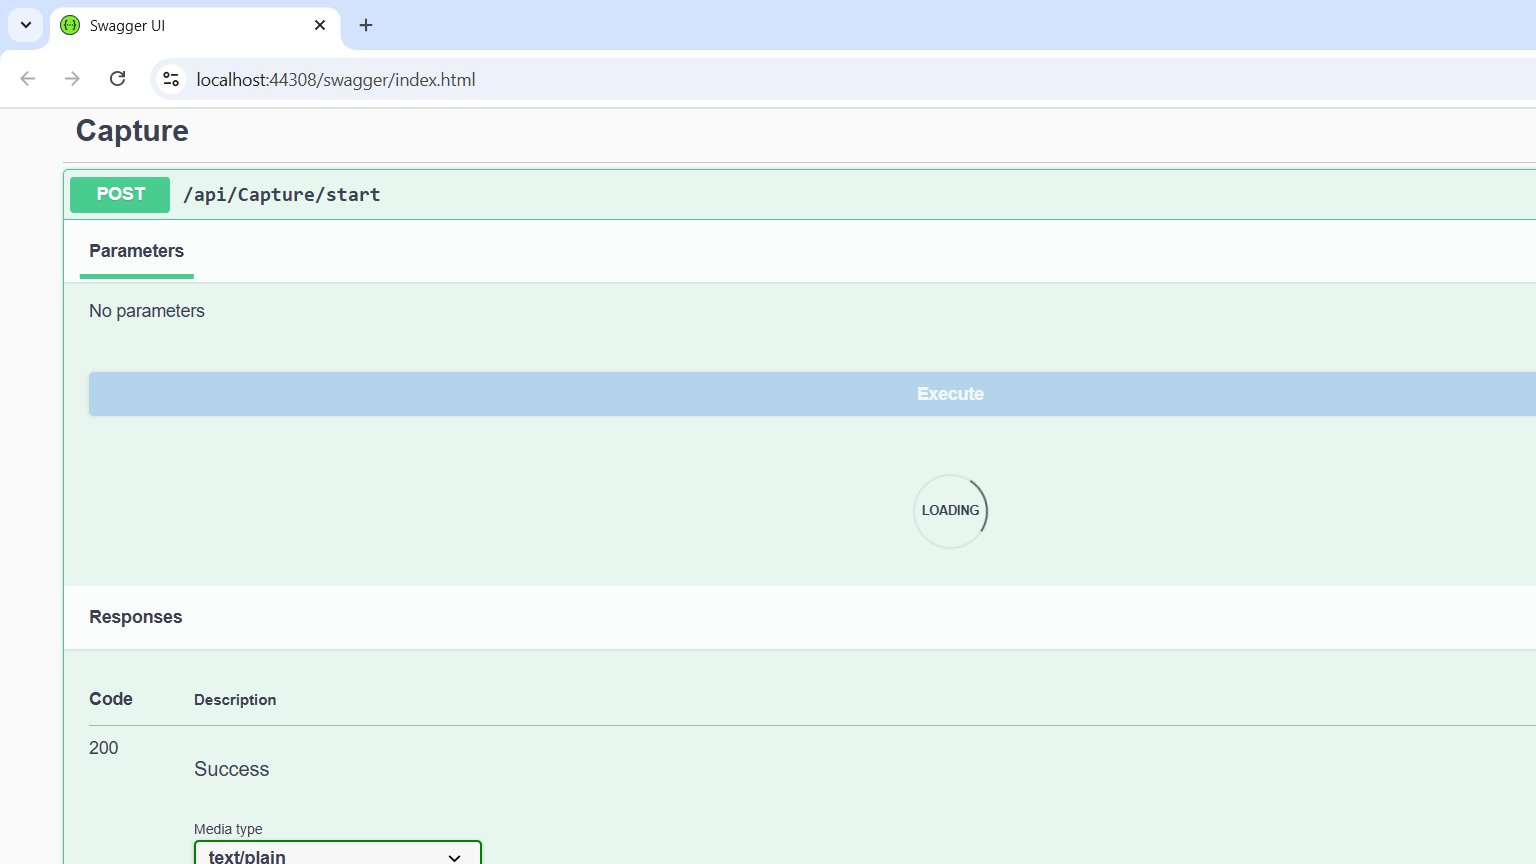 Swagger UI
localhost:44308/swagger/index.html
Capture
POST /api/Capture/start
Parameters
No parameters
Execute
LOADING
Responses
Code Description
200
Success
Media type
text/plain